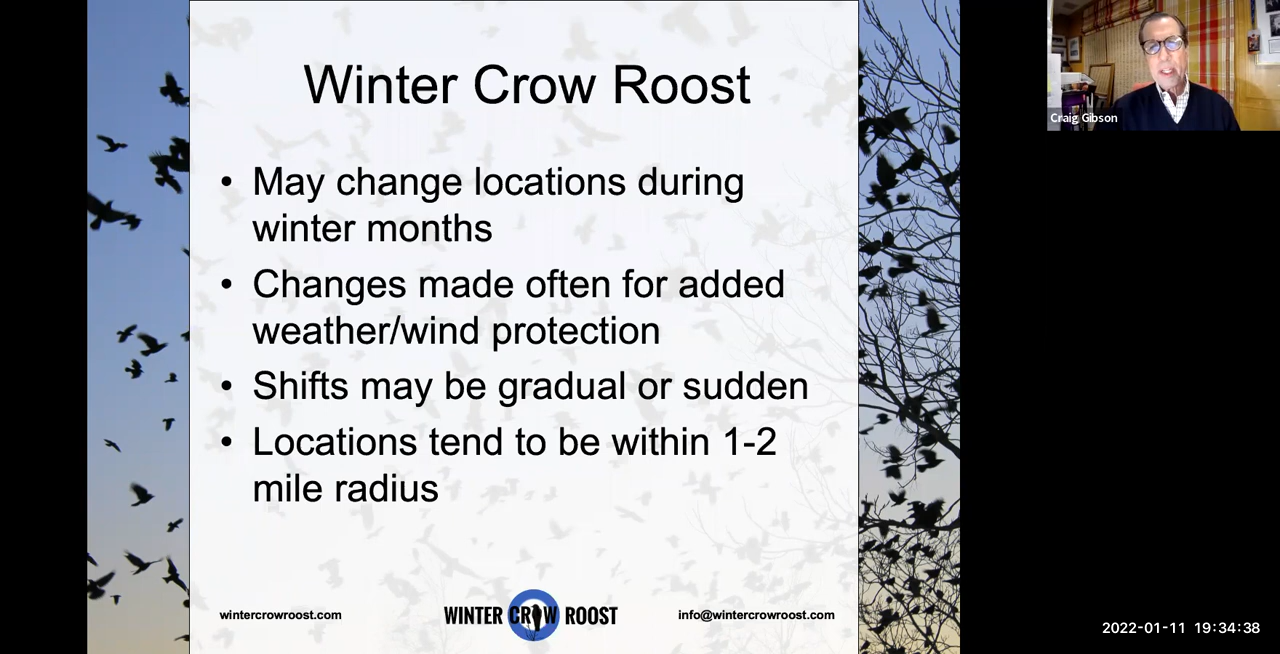 Winter Crow Roost
• May change locations during
winter months
• Changes made often for added
weather/wind protection
• Shifts may be gradual or sudden
• Locations tend to be within 1-2
mile radius
wintercrowroost.com
WINTER CROW ROOST
info@wintercrowroost.com
Craig Gibson
2022-01-11 19:34:38